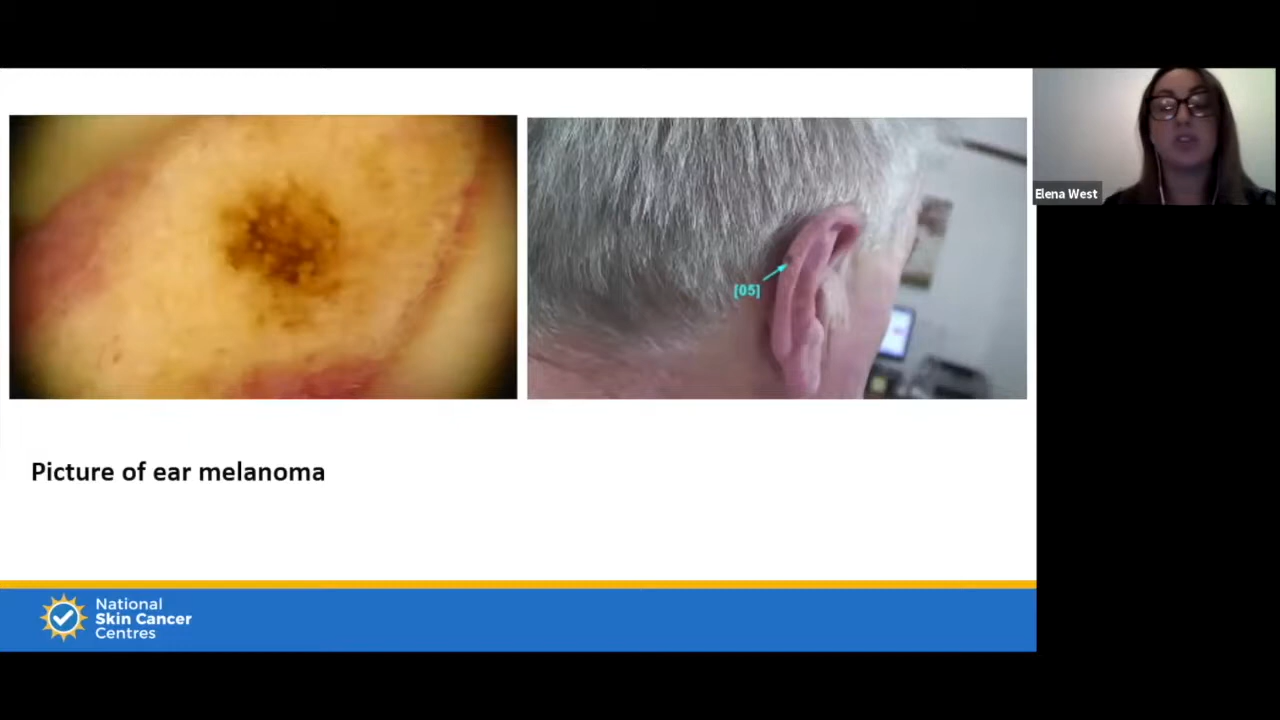 Elena West
[05]
Picture of ear melanoma
National
Skin Cancer
Centres